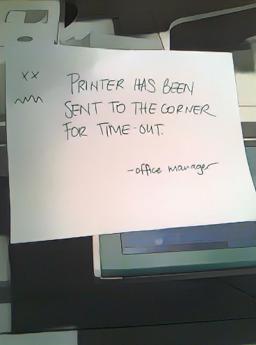 PRINTER HAS BEEN
SENT TO THE CORNER
FOR TIME-OUT.
-office manager